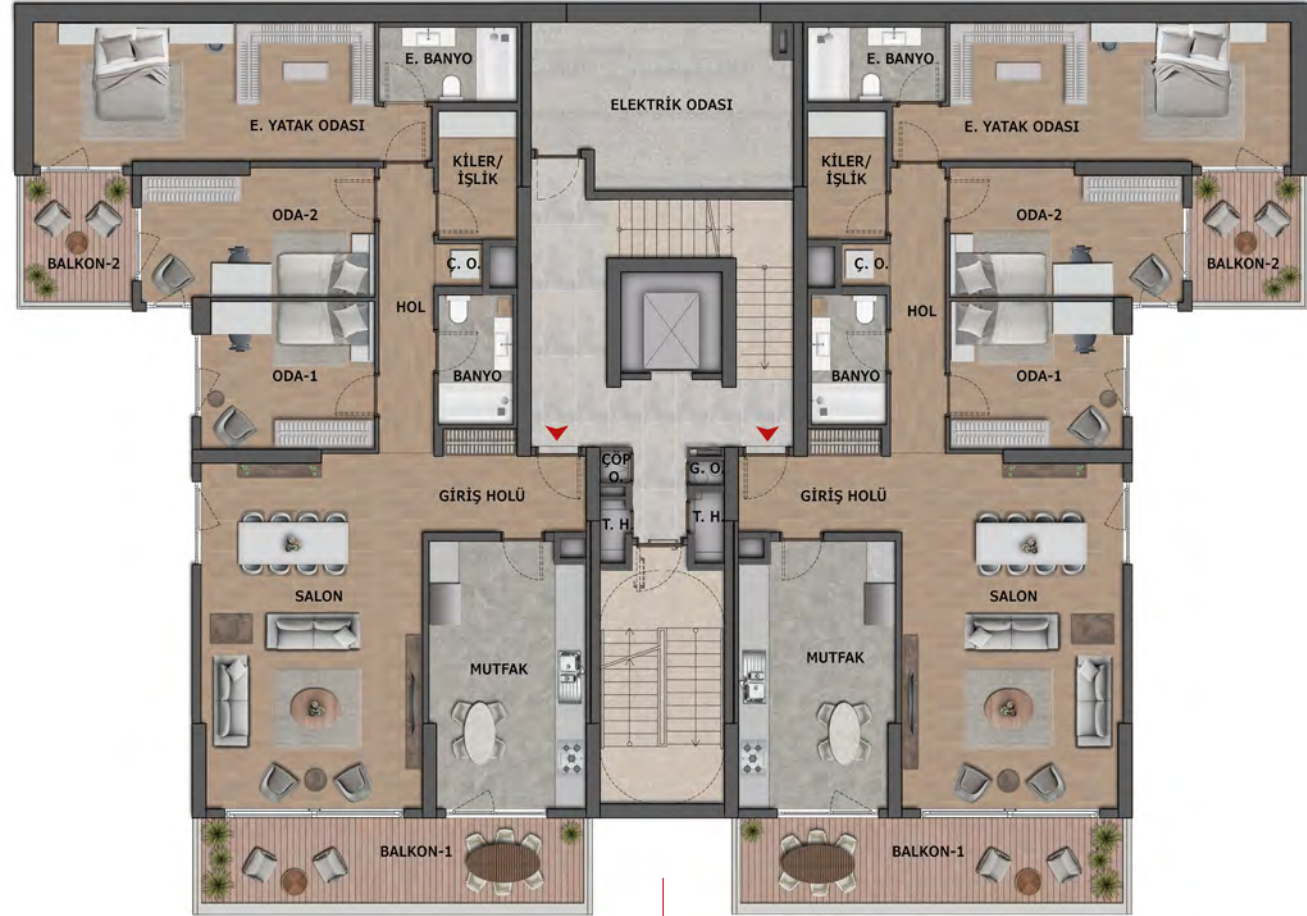 E. BANYO
E. BANYO
ELEKTRİK ODASI
E. YATAK ODASI
E. YATAK ODASI
KİLER/
İŞLİK
KİLER/
İŞLİK
ODA-2
ODA-2
BALKON-2
Ç. O.
Ç. O.
BALKON-2
HOL
HOL
ODA-1
BANYO
BANYO
ODA-1
ÇÖP
O.
G. O.
GİRİŞ HOLÜ
GİRİŞ HOLÜ
T. H.
T. H.
SALON
SALON
MUTFAK
MUTFAK
BALKON-1
BALKON-1